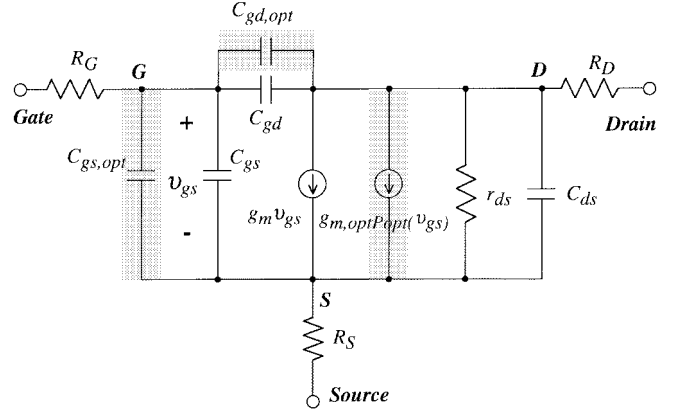 C_{gd,opt}
R_G
G
D
R_D
Gate
+
C_{gd}
Drain
C_{gs,opt}
C_{gs}
υ_{gs}
r_{ds}
C_{ds}
g_mυ_{gs}
g_{m,opt}P_{opt}(υ_{gs})
-
S
R_S
Source